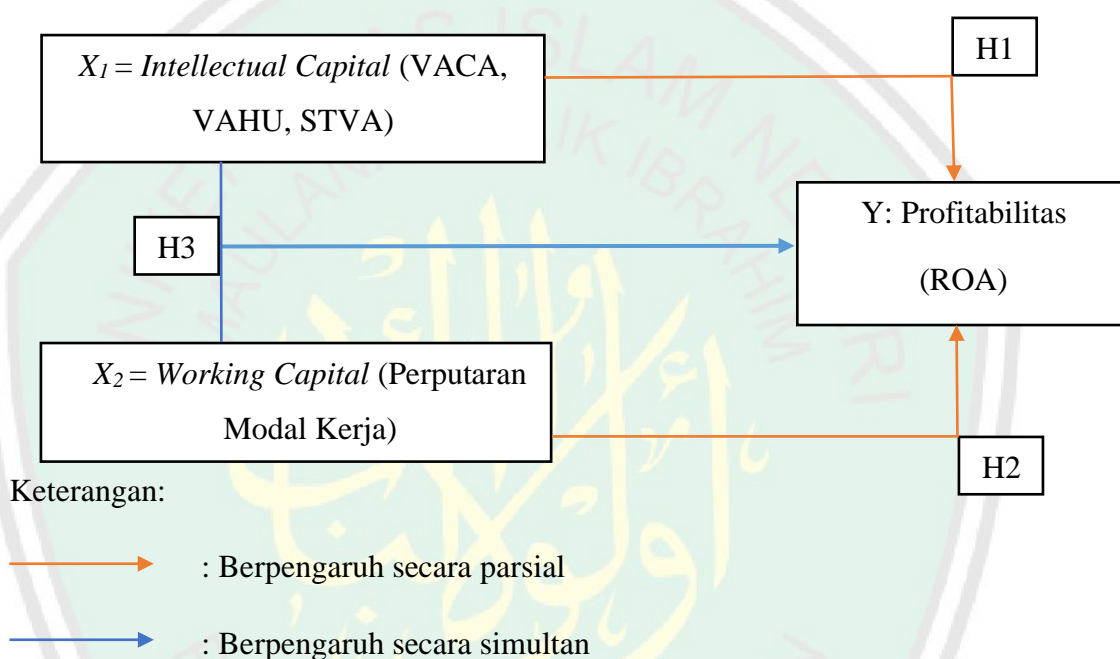 X1 = Intellectual Capital (VACA,
VAHU, STVA)
H1
Y: Profitabilitas
(ROA)
H3
X2 = Working Capital (Perputaran
Modal Kerja)
H2
Keterangan:
: Berpengaruh secara parsial
: Berpengaruh secara simultan